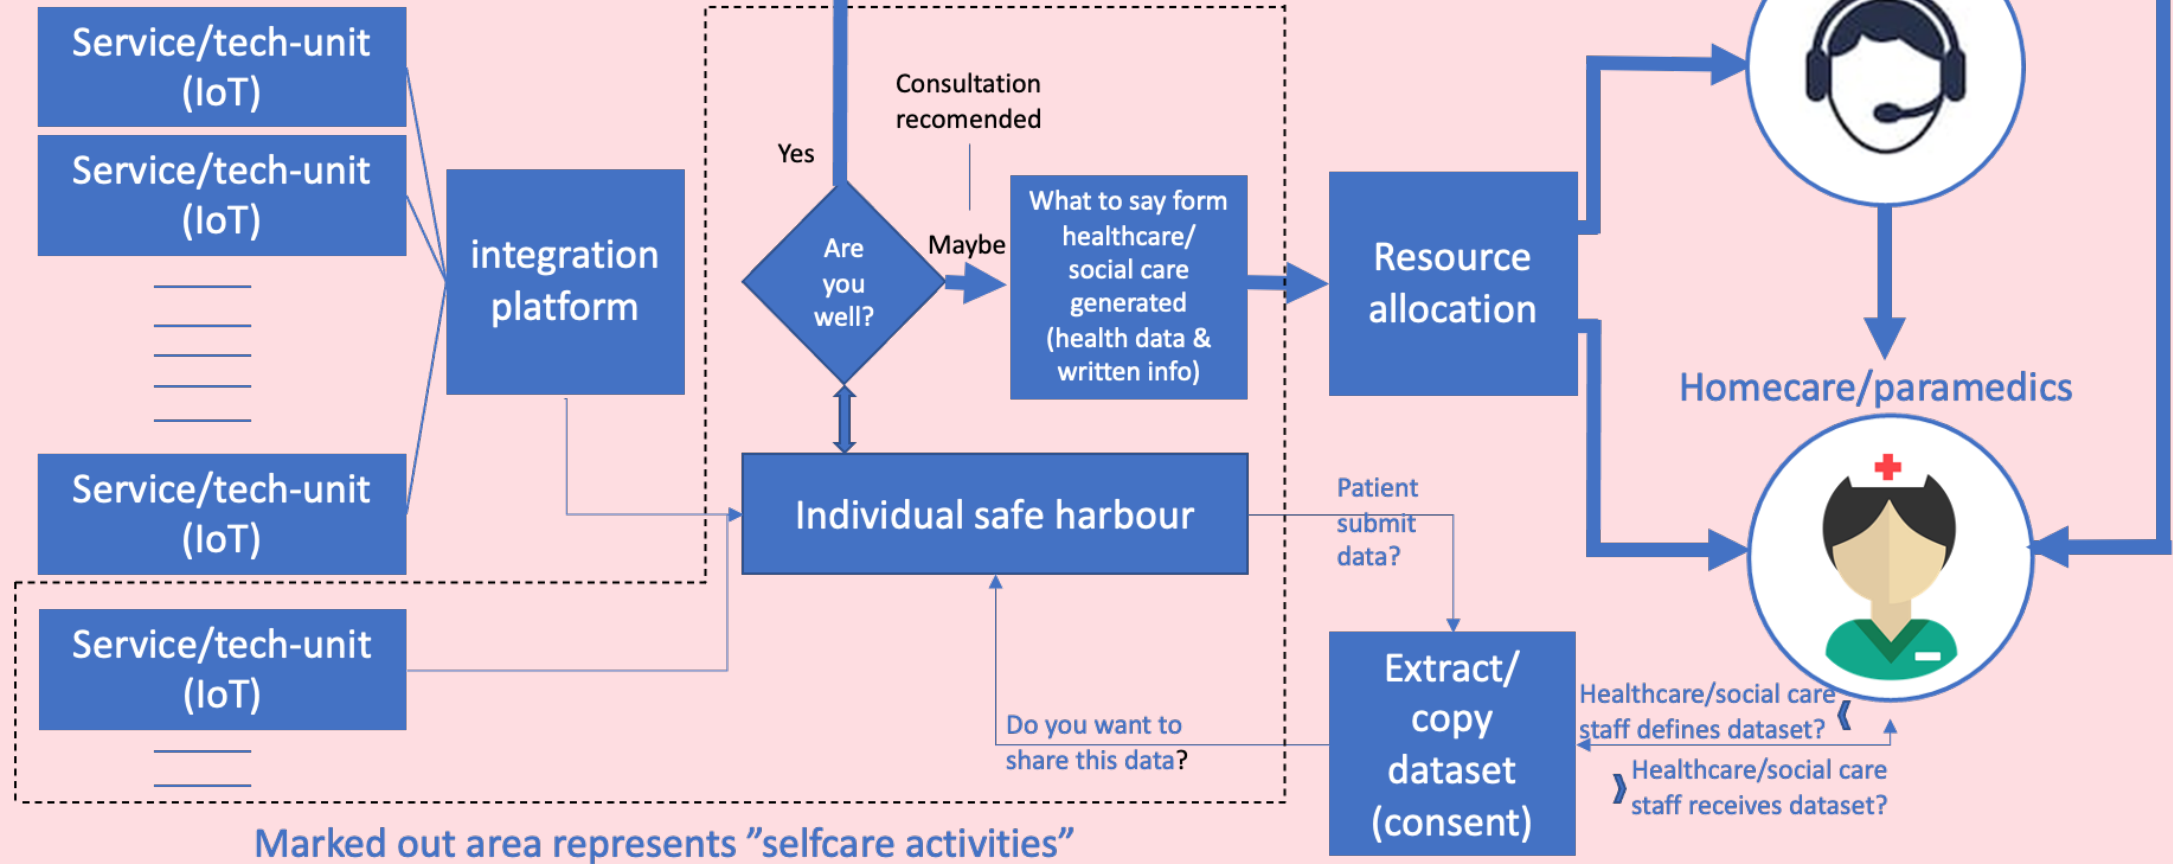 Service/tech-unit
(IoT)
Service/tech-unit
(IoT)
Service/tech-unit
(IoT)
Service/tech-unit
(IoT)
integration
platform
Yes
Consultation
recomended
Are
you
well?
Maybe
What to say form
healthcare/
social care
generated
(health data &
written info)
Resource
allocation
Homecare/paramedics
Individual safe harbour
Patient
submit
data?
Do you want to
share this data?
Extract/
copy
dataset
(consent)
Healthcare/social care
staff defines dataset?
Healthcare/social care
staff receives dataset?
Marked out area represents ”selfcare activities”